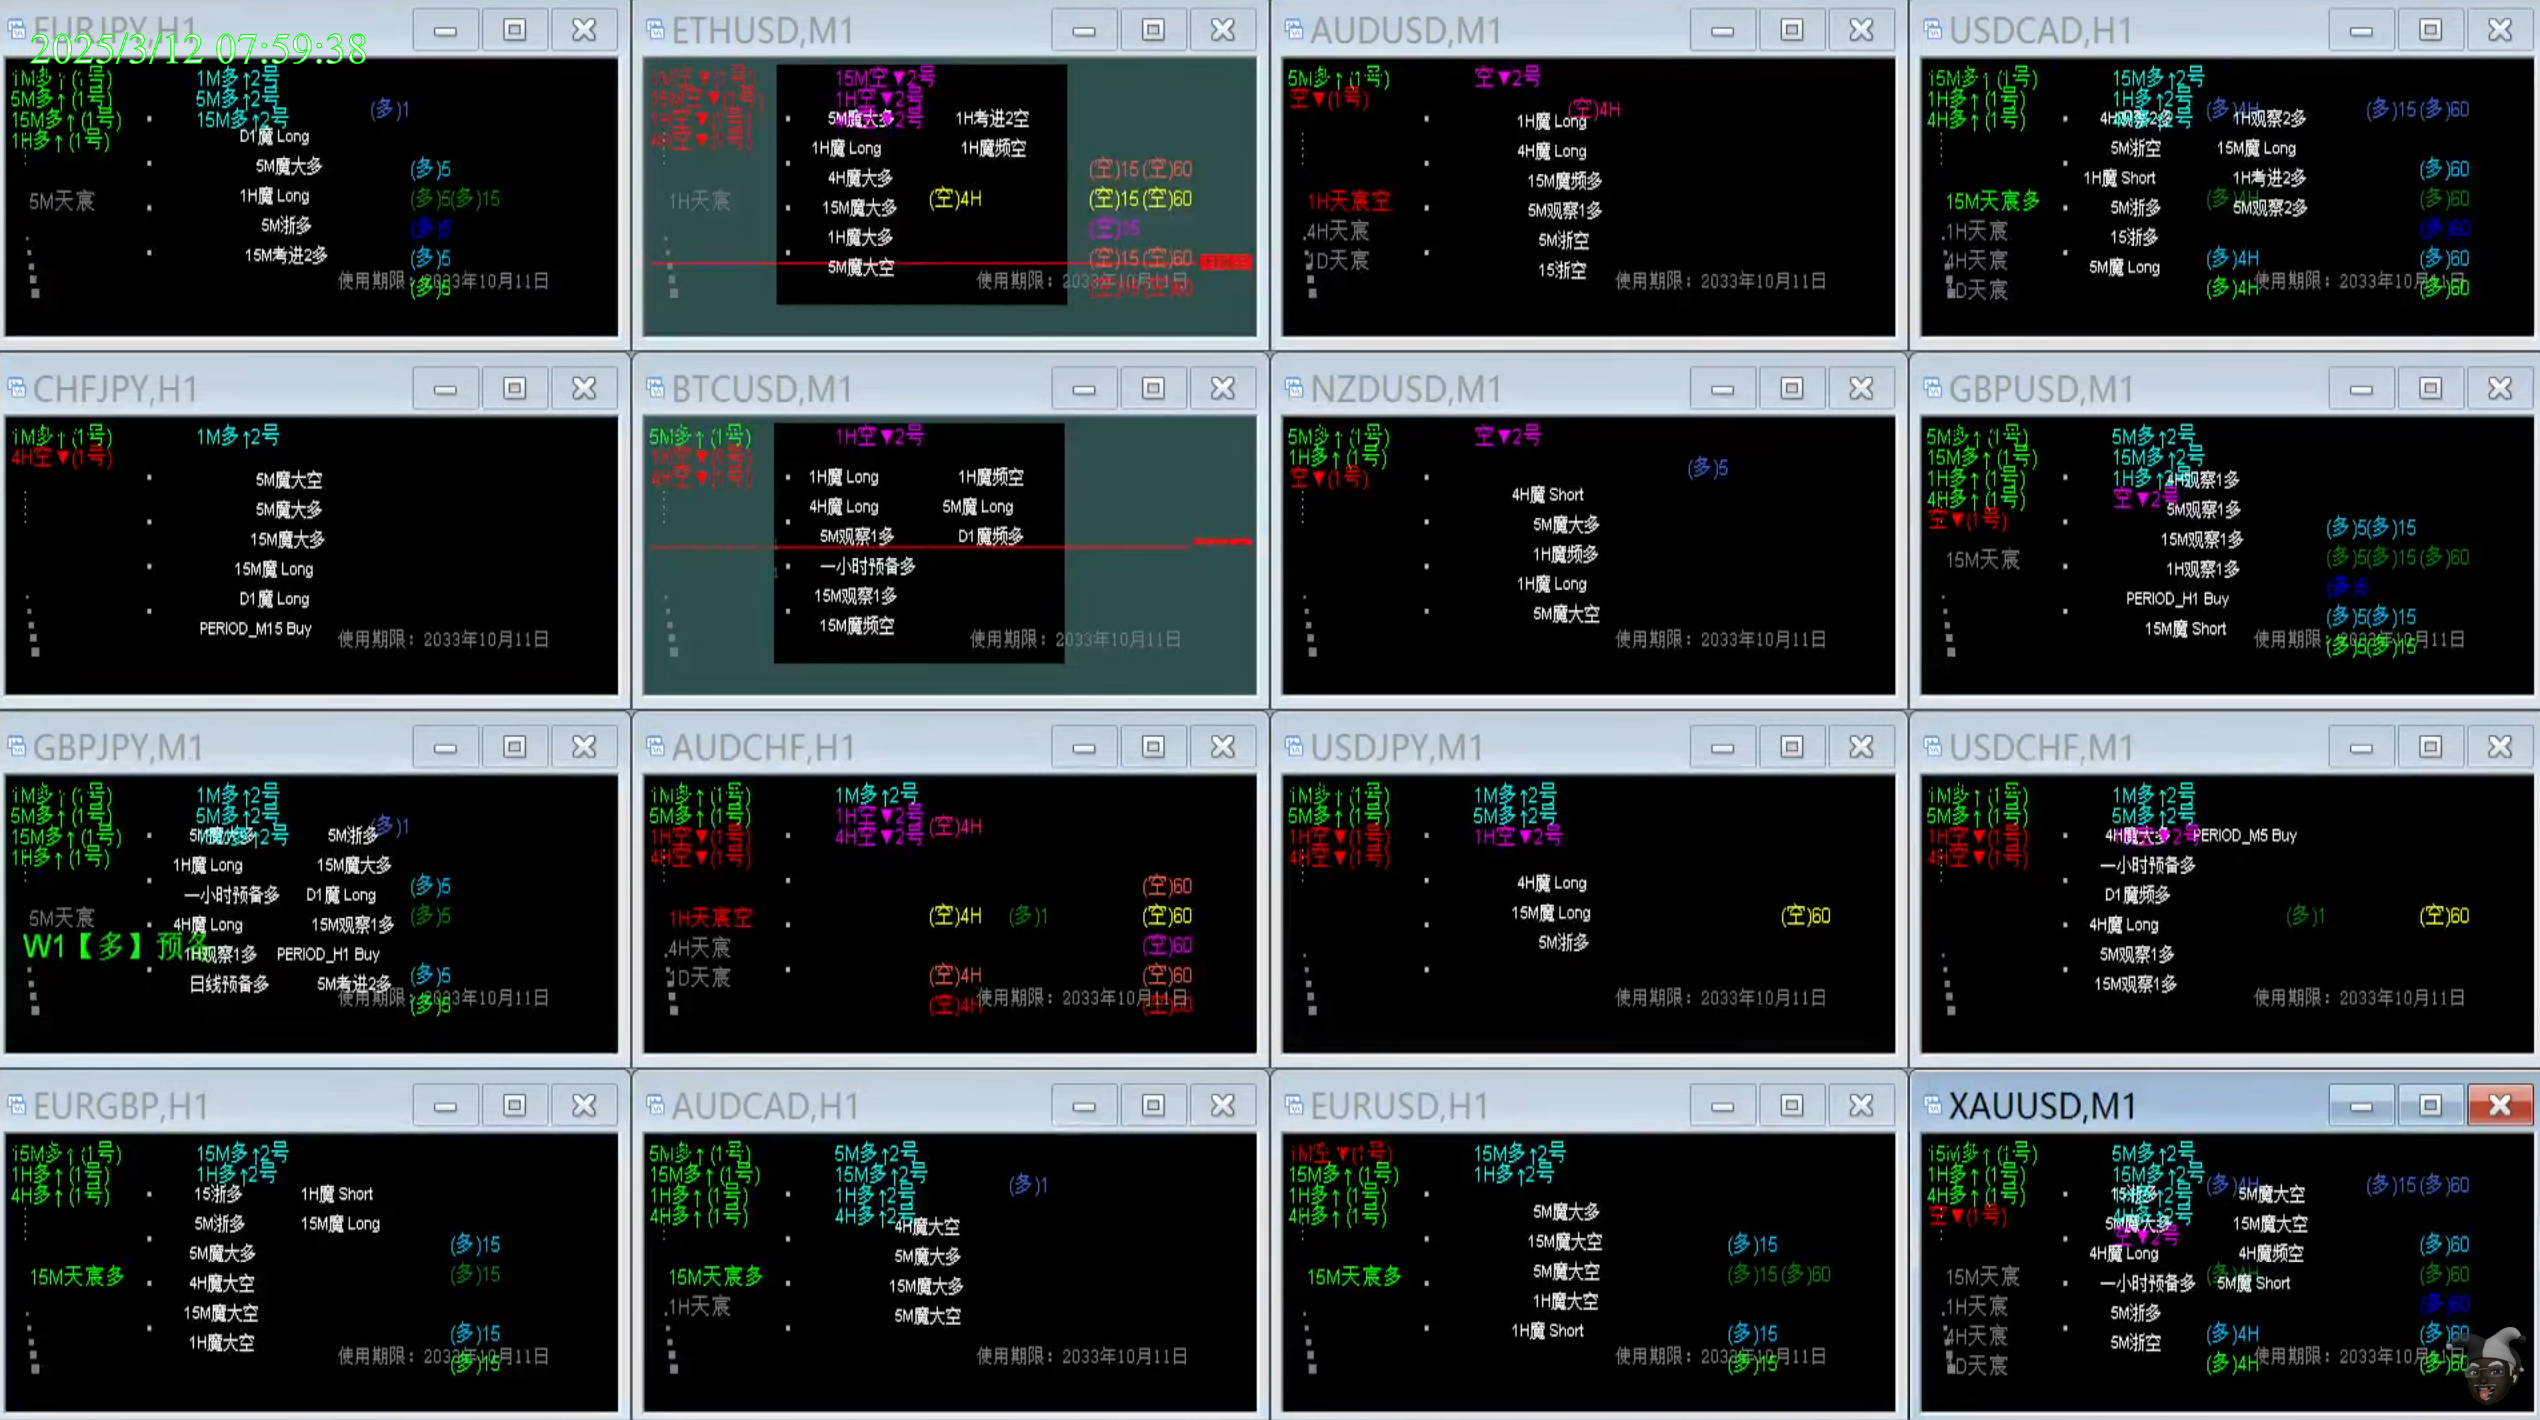 EURJPY,H1
2025/3/12 07:59:38
1M多↑(1号) 1M多↑2号
5M多↑(1号) 5M多↑2号 (多)1
15M多↑(1号) 15M多↑2号
1H多↑(1号) D1魔 Long
5M魔大多 (多)5
5M天宸 1H魔 Long (多)5(多)15
5M浙多
15M考进2多 (多)5
使用期限：2033年10月11日
(多)5
ETHUSD,M1
15M空▼2号
1H空▼2号
5M魔大多 1H考进2空
1H魔 Long 1H魔频空
4H魔大多 (空)15(空)60
1H天宸 15M魔大多 (空)4H (空)15(空)60
1H魔大多 (空)15
5M魔大空 (空)15(空)60
使用期限：2033年10月11日
AUDUSD,M1
5M多↑(1号) 空▼2号
空▼(1号) (空)4H
1H魔 Long
4H魔 Long
15M魔频多
1H天宸空 5M观察1多
4H天宸 5M浙空
1D天宸 15浙空
使用期限：2033年10月11日
USDCAD,H1
15M多↑(1号) 15M多↑2号
1H多↑(1号) 1H多↑2号 (多)4H (多)15(多)60
4H多↑(1号) 4H观察2多 1H观察2多
5M浙空 15M魔 Long
1H魔 Short 1H考进2多 (多)60
15M天宸多 5M浙多 5M观察2多 (多)60
1H天宸 15浙多 (多)60
4H天宸 5M魔 Long (多)4H (多)60
1D天宸 (多)4H 使用期限：2033年10月11日 (多)60
CHFJPY,H1
1M多↑(1号) 1M多↑2号
4H空▼(1号)
5M魔大空
5M魔大多
15M魔大多
15M魔 Long
D1魔 Long
PERIOD_M15 Buy
使用期限：2033年10月11日
BTCUSD,M1
5M多↑(1号) 1H空▼2号
1H空▼(1号)
4H空▼(1号) 1H魔 Long 1H魔频空
4H魔 Long 5M魔 Long
5M观察1多 D1魔频多
一小时预备多
15M观察1多
15M魔频空
使用期限：2033年10月11日
NZDUSD,M1
5M多↑(1号) 空▼2号
1H多↑(1号) (多)5
空▼(1号)
4H魔 Short
5M魔大多
1H魔频多
1H魔 Long
5M魔大空
使用期限：2033年10月11日
GBPUSD,M1
5M多↑(1号) 5M多↑2号
15M多↑(1号) 15M多↑2号
1H多↑(1号) 1H多↑2号 4H观察1多
4H多↑(1号) 空▼2号 5M观察1多
空▼(1号) (多)5(多)15
15M天宸 15M观察1多 (多)5(多)15(多)60
1H观察1多 (多)5
PERIOD_H1 Buy (多)5(多)15
15M魔 Short 使用期限：2033年10月11日
(多)5(多)15
GBPJPY,M1
1M多↑(1号) 1M多↑2号
5M多↑(1号) 5M多↑2号 (多)1
15M多↑(1号) 5M魔大多 5M浙多
1H多↑(1号) 1H魔 Long 15M魔大多
一小时预备多 D1魔 Long (多)5
5M天宸 4H魔 Long 15M观察1多 (多)5
W1【多】预备 1H观察1多 PERIOD_H1 Buy
日线预备多 5M考进2多 (多)5
使用期限：2033年10月11日
(多)5
AUDCHF,H1
1M多↑(1号) 1M多↑2号
5M多↑(1号) 1H空▼2号
1H空▼(1号) 4H空▼2号 (空)4H
4H空▼(1号)
(空)60
1H天宸空 (空)4H (多)1 (空)60
4H天宸 (空)60
1D天宸 (空)4H (空)60
(空)4H 使用期限：2033年10月11日 (空)60
USDJPY,M1
1M多↑(1号) 1M多↑2号
5M多↑(1号) 5M多↑2号
1H空▼(1号) 1H空▼2号
4H空▼(1号)
4H魔 Long
15M魔 Long (空)60
5M浙多
使用期限：2033年10月11日
USDCHF,M1
1M多↑(1号) 1M多↑2号
5M多↑(1号) 5M多↑2号
1H空▼(1号) 4H魔大多 PERIOD_M5 Buy
4H空▼(1号) 一小时预备多
D1魔频多
4H魔 Long (多)1 (空)60
5M观察1多
15M观察1多
使用期限：2033年10月11日
EURGBP,H1
15M多↑(1号) 15M多↑2号
1H多↑(1号) 1H多↑2号
4H多↑(1号) 15浙多 1H魔 Short
5M浙多 15M魔 Long
5M魔大多 (多)15
15M天宸多 4H魔大空 (多)15
15M魔大空
1H魔大空 (多)15
使用期限：2033年10月11日
(多)15
AUDCAD,H1
5M多↑(1号) 5M多↑2号
15M多↑(1号) 15M多↑2号 (多)1
1H多↑(1号) 1H多↑2号
4H多↑(1号) 4H多↑2号
4H魔大空
5M魔大多
15M天宸多 15M魔大多
1H天宸 5M魔大空
使用期限：2033年10月11日
EURUSD,H1
1M空▼(1号) 15M多↑2号
15M多↑(1号) 1H多↑2号
1H多↑(1号)
4H多↑(1号) 5M魔大多
15M魔大空 (多)15
15M天宸多 5M魔大空 (多)15(多)60
1H魔大空
1H魔 Short (多)15
使用期限：2033年10月11日
(多)15
XAUUSD,M1
15M多↑(1号) 5M多↑2号
1H多↑(1号) 15M多↑2号 (多)4H (多)15(多)60
4H多↑(1号) 15浙多 5M魔大空
空▼(1号) 5M魔大多 15M魔大空
空▼2号 (多)60
4H魔 Long 4H魔频空
15M天宸 一小时预备多 5M魔 Short (多)60
1H天宸 5M浙多 (多)60
4H天宸 5M浙空 (多)4H (多)60
1D天宸 (多)4H 使用期限：2033年10月11日 (多)60